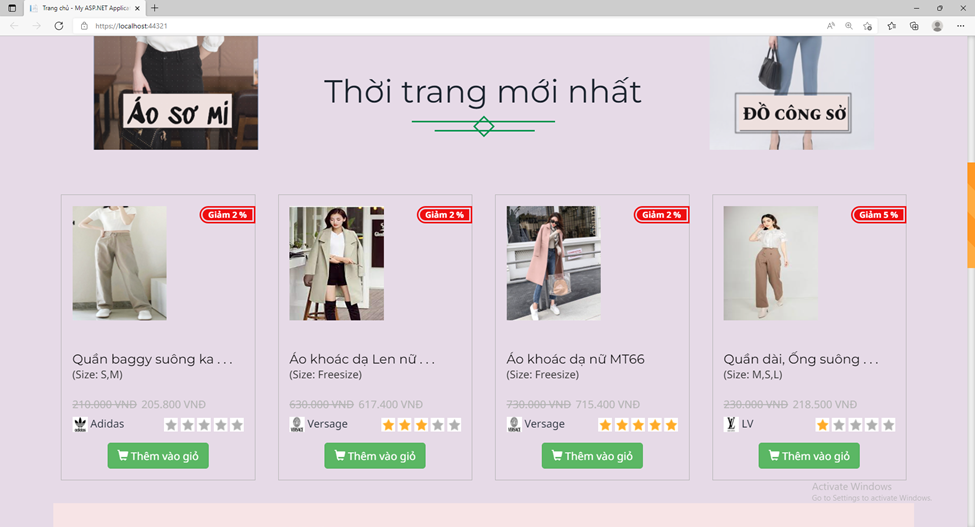 Trang chủ - My ASP.NET Applica
https://localhost:44321
ÁO SƠ MI
Thời trang mới nhất
ĐỒ CÔNG SỞ
Giảm 2 %
Giảm 2 %
Giảm 2 %
Giảm 5 %
Quần baggy suông ka . . .
(Size: S,M)
210.000 VNĐ 205.800 VNĐ
Adidas
Thêm vào giỏ
Áo khoác dạ Len nữ . . .
(Size: Freesize)
630.000 VNĐ 617.400 VNĐ
Versage
Thêm vào giỏ
Áo khoác dạ nữ MT66
(Size: Freesize)
730.000 VNĐ 715.400 VNĐ
Versage
Thêm vào giỏ
Quần dài, Ống suông . . .
(Size: M,S,L)
230.000 VNĐ 218.500 VNĐ
LV
Thêm vào giỏ
Activate Windows
Go to Settings to activate Windows.